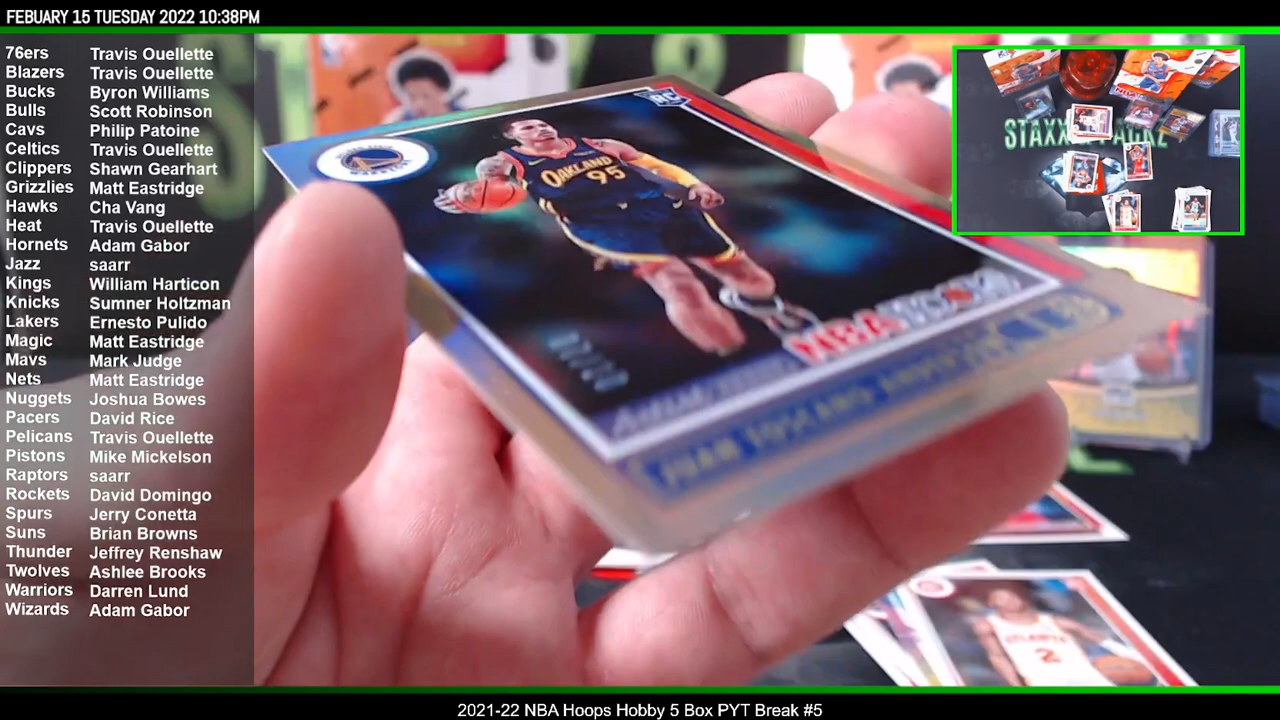 FEBUARY 15 TUESDAY 2022 10:38PM
76ers Travis Ouellette
Blazers Travis Ouellette
Bucks Byron Williams
Bulls Scott Robinson
Cavs Philip Patoine
Celtics Travis Ouellette
Clippers Shawn Gearhart
Grizzlies Matt Eastridge
Hawks Cha Vang
Heat Travis Ouellette
Hornets Adam Gabor
Jazz saarr
Kings William Harticon
Knicks Sumner Holtzman
Lakers Ernesto Pulido
Magic Matt Eastridge
Mavs Mark Judge
Nets Matt Eastridge
Nuggets Joshua Bowes
Pacers David Rice
Pelicans Travis Ouellette
Pistons Mike Mickelson
Raptors saarr
Rockets David Domingo
Spurs Jerry Conetta
Suns Brian Browns
Thunder Jeffrey Renshaw
Twolves Ashlee Brooks
Warriors Darren Lund
Wizards Adam Gabor
RC
OAKLAND
95
NBA HOOPS
JUAN TOSCANO
ATLANTA
2
2021-22 NBA Hoops Hobby 5 Box PYT Break #5